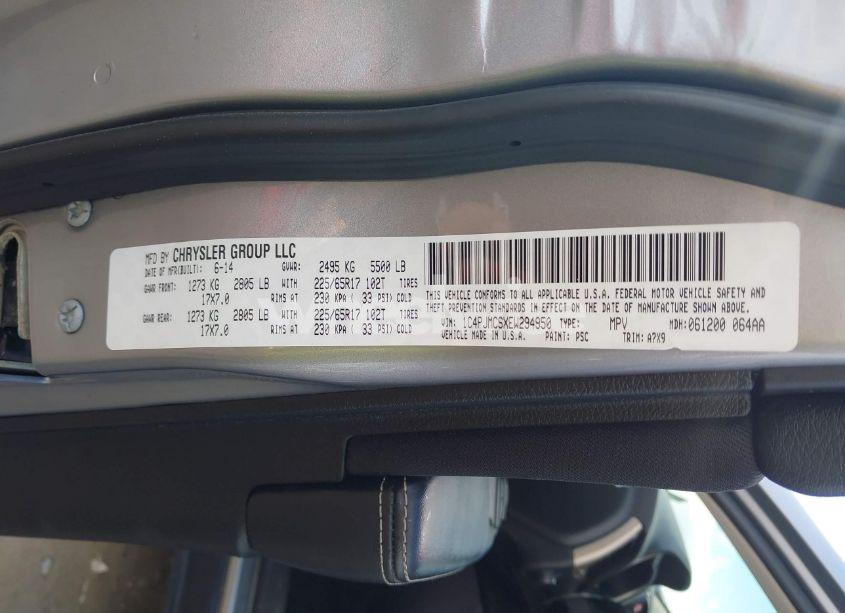 MFD BY CHRYSLER GROUP LLC
DATE OF MFR(BUILT): 6-14 GVWR: 2495 KG 5500 LB
GAWR FRONT: 1273 KG 2805 LB WITH 225/65R17 102T TIRES
17X7.0 RIMS AT 230 KPA ( 33 PSI) COLD
GAWR REAR: 1273 KG 2805 LB WITH 225/65R17 102T TIRES
17X7.0 RIMS AT 230 KPA ( 33 PSI) COLD
THIS VEHICLE CONFORMS TO ALL APPLICABLE U.S.A. FEDERAL MOTOR VEHICLE SAFETY AND
THEFT PREVENTION STANDARDS IN EFFECT ON THE DATE OF MANUFACTURE SHOWN ABOVE.
VIN: 1C4PJMCSXEW294950 TYPE: MPV MDH: 061200 064AA
VEHICLE MADE IN U.S.A. PAINT: PSC TRIM: A7X9